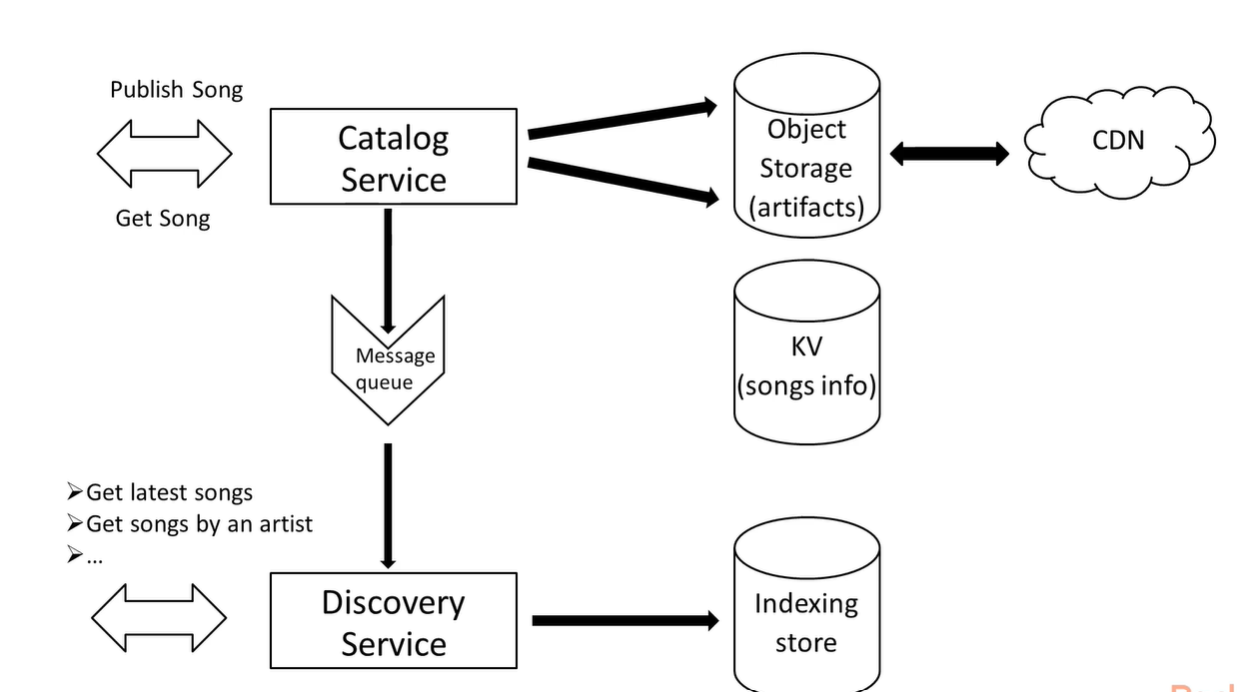 Publish Song
Get Song
Catalog
Service
Object
Storage
(artifacts)
CDN
Message
queue
KV
(songs info)
➢Get latest songs
➢Get songs by an artist
➢...
Discovery
Service
Indexing
store